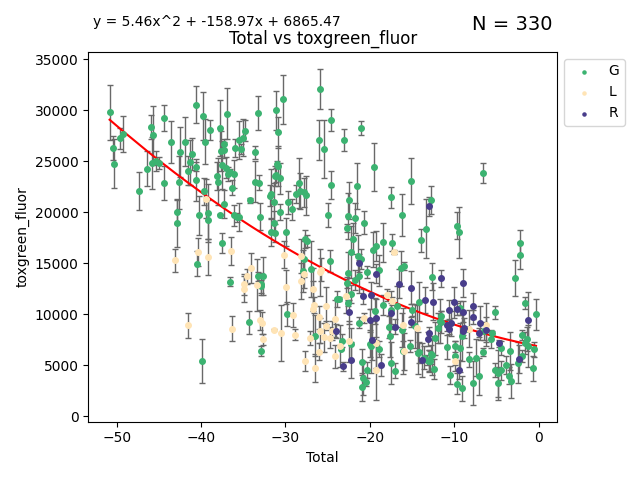 y = 5.46x^2 + -158.97x + 6865.47
N = 330
Total vs toxgreen_fluor
35000
30000
25000
20000
15000
10000
5000
0
toxgreen_fluor
−50
−40
−30
−20
−10
0
Total
G
L
R